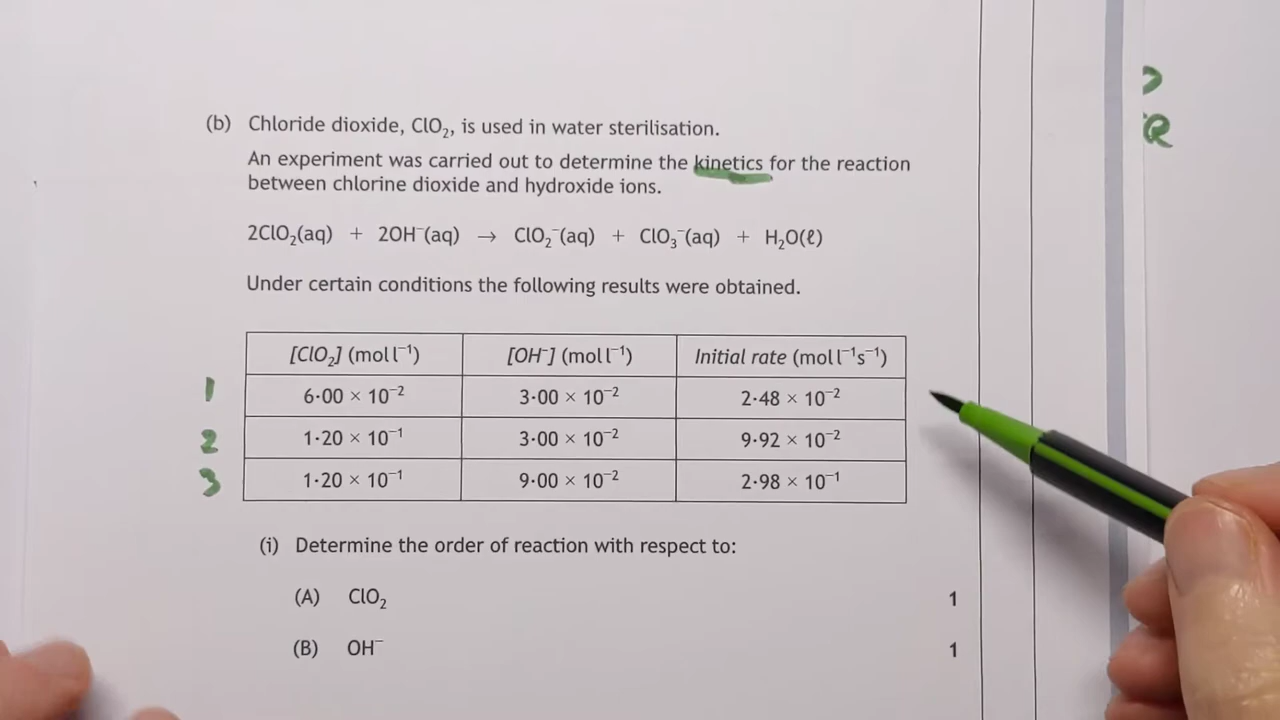 (b) Chloride dioxide, ClO₂, is used in water sterilisation.
An experiment was carried out to determine the kinetics for the reaction
between chlorine dioxide and hydroxide ions.
2ClO₂(aq) + 2OH⁻(aq) → ClO₂⁻(aq) + ClO₃⁻(aq) + H₂O(ℓ)
Under certain conditions the following results were obtained.
[ClO₂] (mol l⁻¹) [OH⁻] (mol l⁻¹) Initial rate (mol l⁻¹s⁻¹)
1 6·00 × 10⁻² 3·00 × 10⁻² 2·48 × 10⁻²
2 1·20 × 10⁻¹ 3·00 × 10⁻² 9·92 × 10⁻²
3 1·20 × 10⁻¹ 9·00 × 10⁻² 2·98 × 10⁻¹
(i) Determine the order of reaction with respect to:
(A) ClO₂ 1
(B) OH⁻ 1